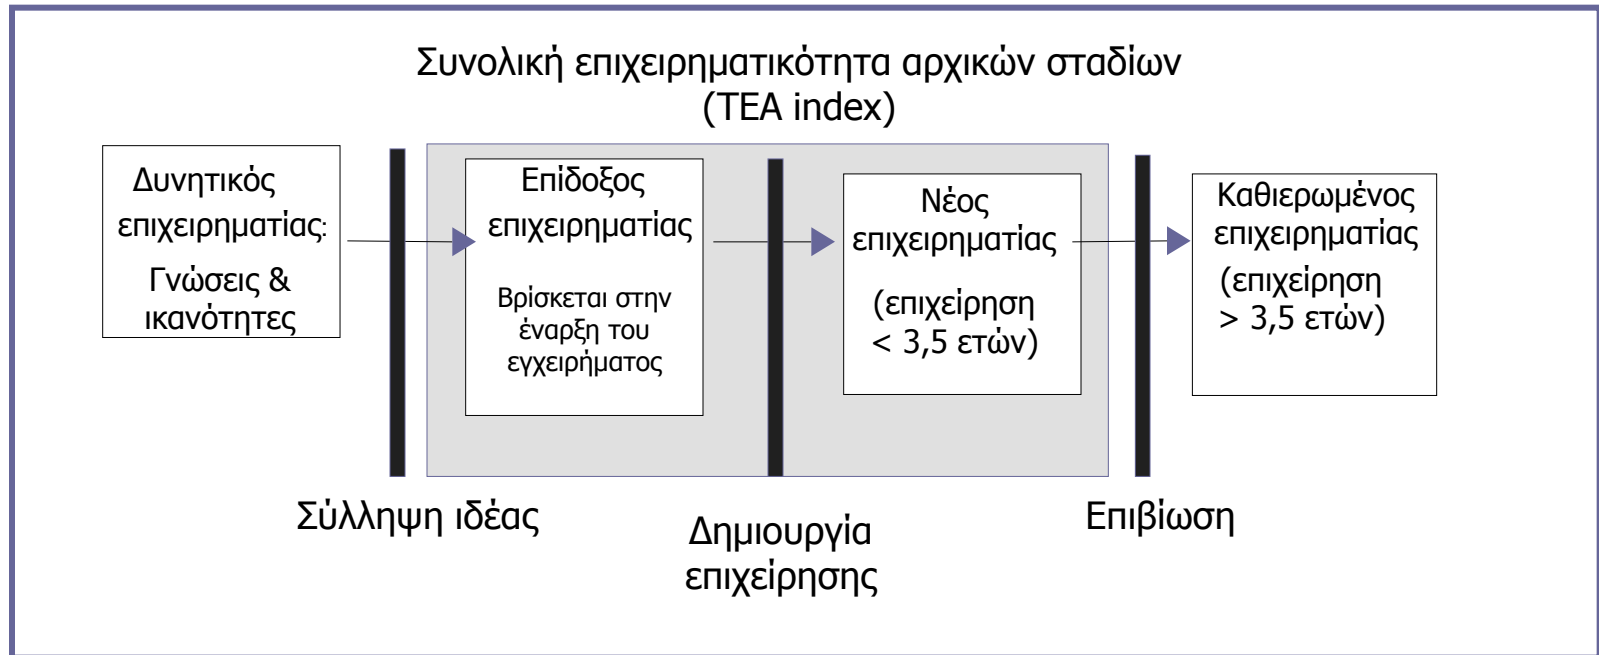 Συνολική επιχειρηματικότητα αρχικών σταδίων
(TEA index)
Δυνητικός
επιχειρηματίας:
Γνώσεις &
ικανότητες
Επίδοξος
επιχειρηματίας
Βρίσκεται στην
έναρξη του
εγχειρήματος
Νέος
επιχειρηματίας
(επιχείρηση
< 3,5 ετών)
Καθιερωμένος
επιχειρηματίας
(επιχείρηση
> 3,5 ετών)
Σύλληψη ιδέας
Δημιουργία
επιχείρησης
Επιβίωση